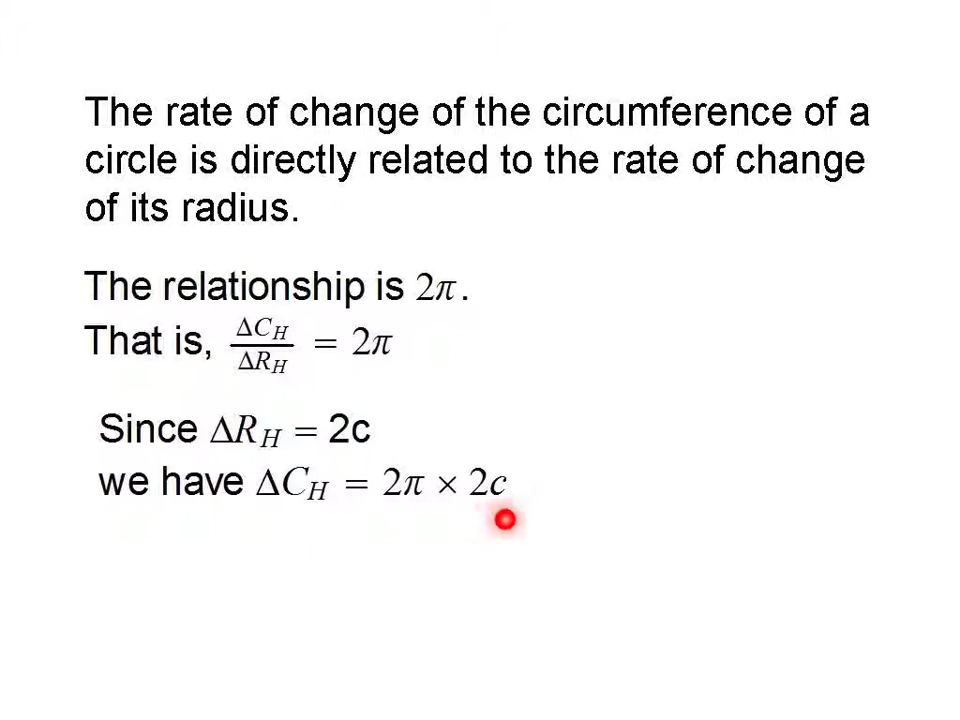 The rate of change of the circumference of a
circle is directly related to the rate of change
of its radius.
The relationship is 2π.
That is, ΔC_H/ΔR_H = 2π
Since ΔR_H = 2c
we have ΔC_H = 2π × 2c